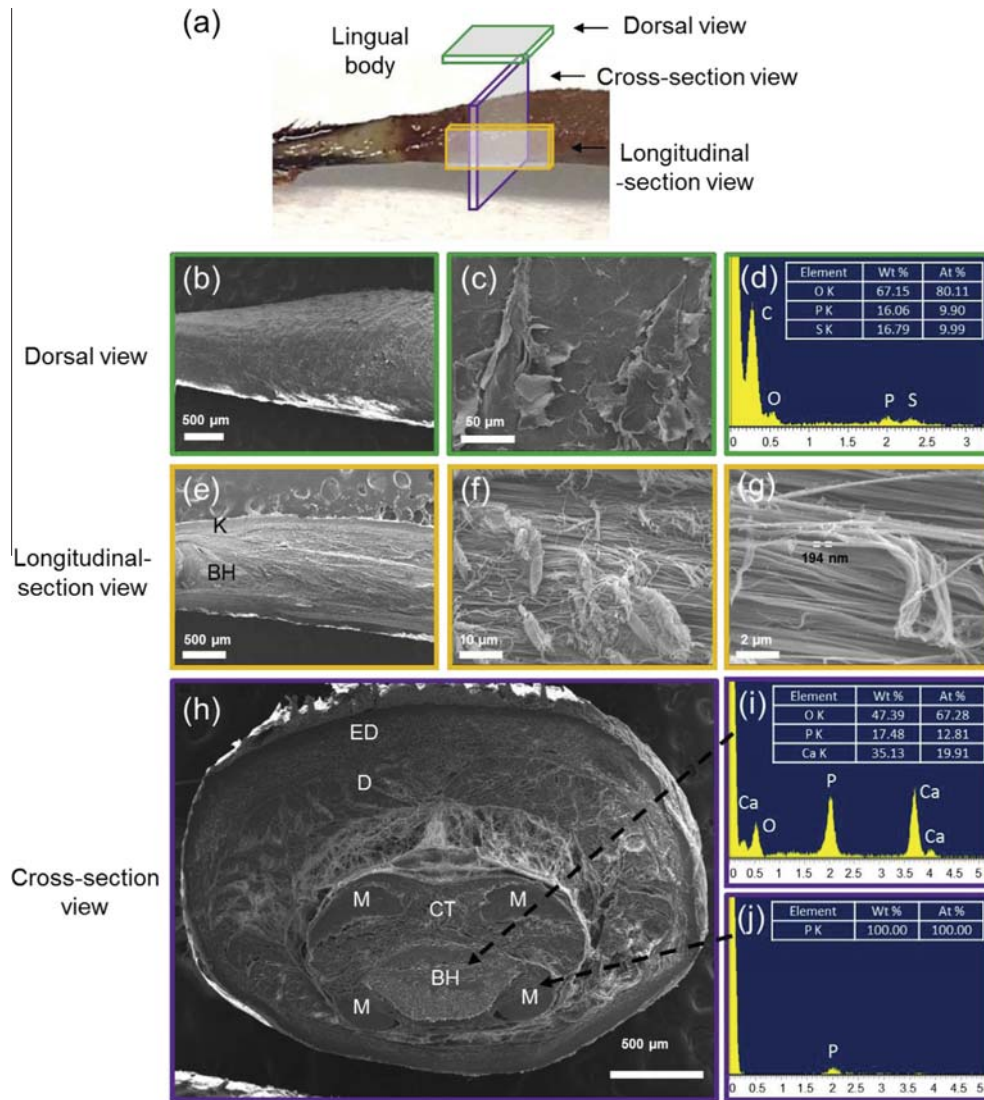 (a)
Lingual
body
Dorsal view
Cross-section view
Longitudinal
-section view
Dorsal view
(b)
500 µm
(c)
50 µm
(d)
Element Wt % At %
O K 67.15 80.11
P K 16.06 9.90
S K 16.79 9.99
C
O
P
S
0 0.5 1 1.5 2 2.5 3
Longitudinal-
section view
(e)
K
BH
500 µm
(f)
10 µm
(g)
194 nm
2 µm
Cross-section
view
(h)
ED
D
M
CT
M
BH
M
M
500 µm
(i)
Element Wt % At %
O K 47.39 67.28
P K 17.48 12.81
Ca K 35.13 19.91
Ca
O
P
Ca
Ca
0 0.5 1 1.5 2 2.5 3 3.5 4 4.5 5
(j)
Element Wt % At %
P K 100.00 100.00
P
0 0.5 1 1.5 2 2.5 3 3.5 4 4.5 5